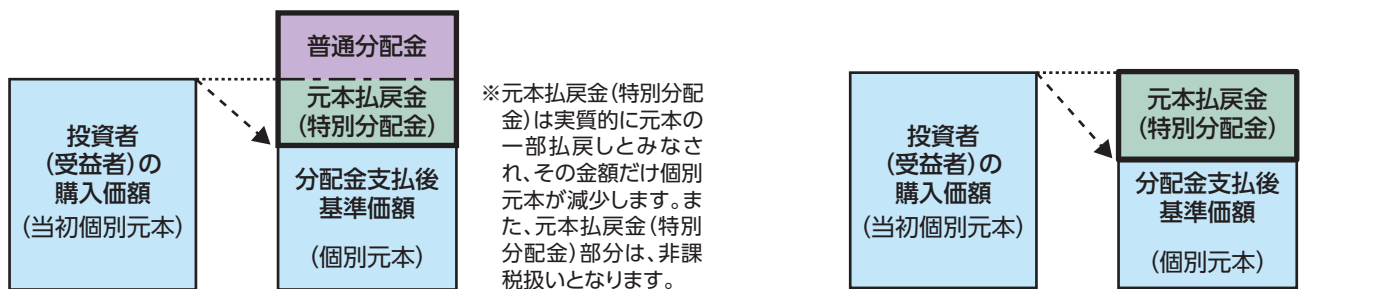 投資者
(受益者)の
購入価額
(当初個別元本)
普通分配金
元本払戻金
(特別分配金)
分配金支払後
基準価額
(個別元本)
※元本払戻金(特別分配
金)は実質的に元本の
一部払戻しとみなさ
れ、その金額だけ個別
元本が減少します。ま
た、元本払戻金(特別
分配金)部分は、非課
税扱いとなります。
投資者
(受益者)の
購入価額
(当初個別元本)
元本払戻金
(特別分配金)
分配金支払後
基準価額
(個別元本)